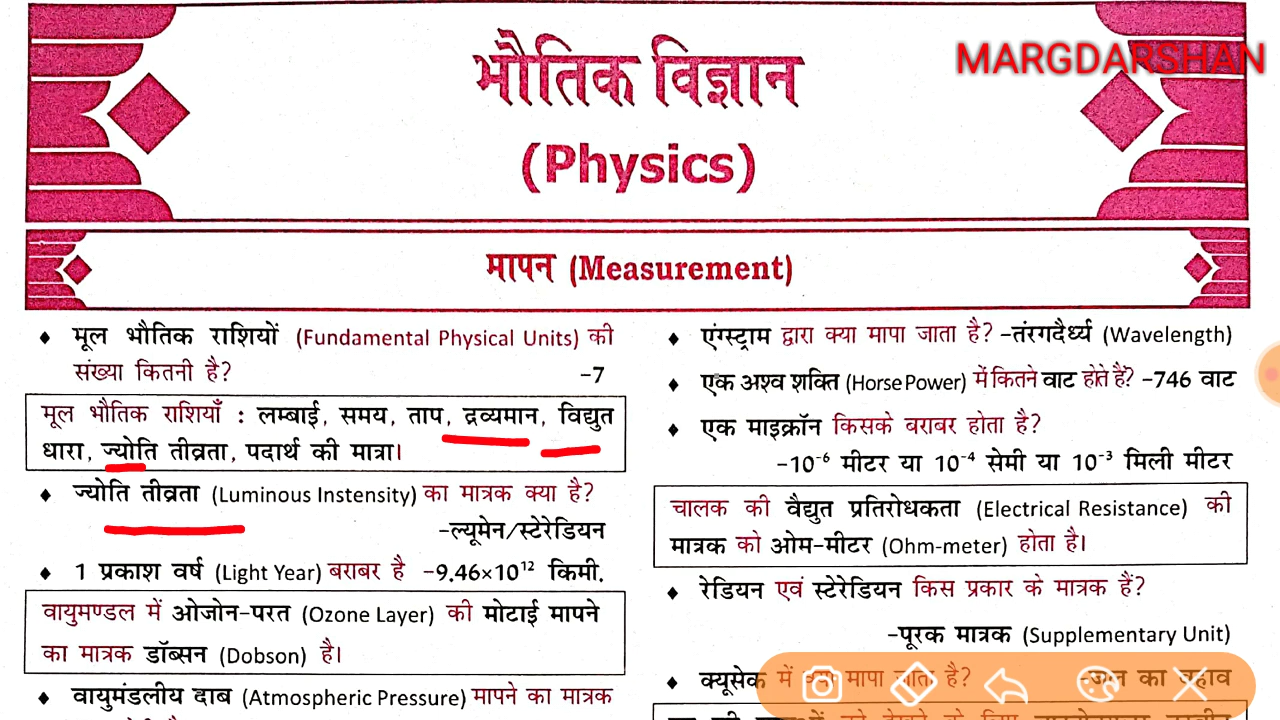 MARGDARSHAN
भौतिक विज्ञान
(Physics)
मापन (Measurement)
♦ मूल भौतिक राशियों (Fundamental Physical Units) की
संख्या कितनी है? –7
मूल भौतिक राशियाँ : लम्बाई, समय, ताप, द्रव्यमान, विद्युत
धारा, ज्योति तीव्रता, पदार्थ की मात्रा।
♦ ज्योति तीव्रता (Luminous Instensity) का मात्रक क्या है?
–ल्यूमेन/स्टेरेडियन
♦ 1 प्रकाश वर्ष (Light Year) बराबर है –9.46×10¹² किमी.
वायुमण्डल में ओजोन-परत (Ozone Layer) की मोटाई मापने
का मात्रक डॉब्सन (Dobson) है।
♦ वायुमंडलीय दाब (Atmospheric Pressure) मापने का मात्रक
♦ एंग्स्ट्राम द्वारा क्या मापा जाता है? –तंरगदैर्ध्य (Wavelength)
♦ एक अश्व शक्ति (Horse Power) में कितने वाट होते हैं? –746 वाट
♦ एक माइक्रॉन किसके बराबर होता है?
–10⁻⁶ मीटर या 10⁻⁴ सेमी या 10⁻³ मिली मीटर
चालक की वैद्युत प्रतिरोधकता (Electrical Resistance) की
मात्रक को ओम-मीटर (Ohm-meter) होता है।
♦ रेडियन एवं स्टेरेडियन किस प्रकार के मात्रक हैं?
–पूरक मात्रक (Supplementary Unit)
♦ क्यूसेक में मापा जाता है? का बहाव